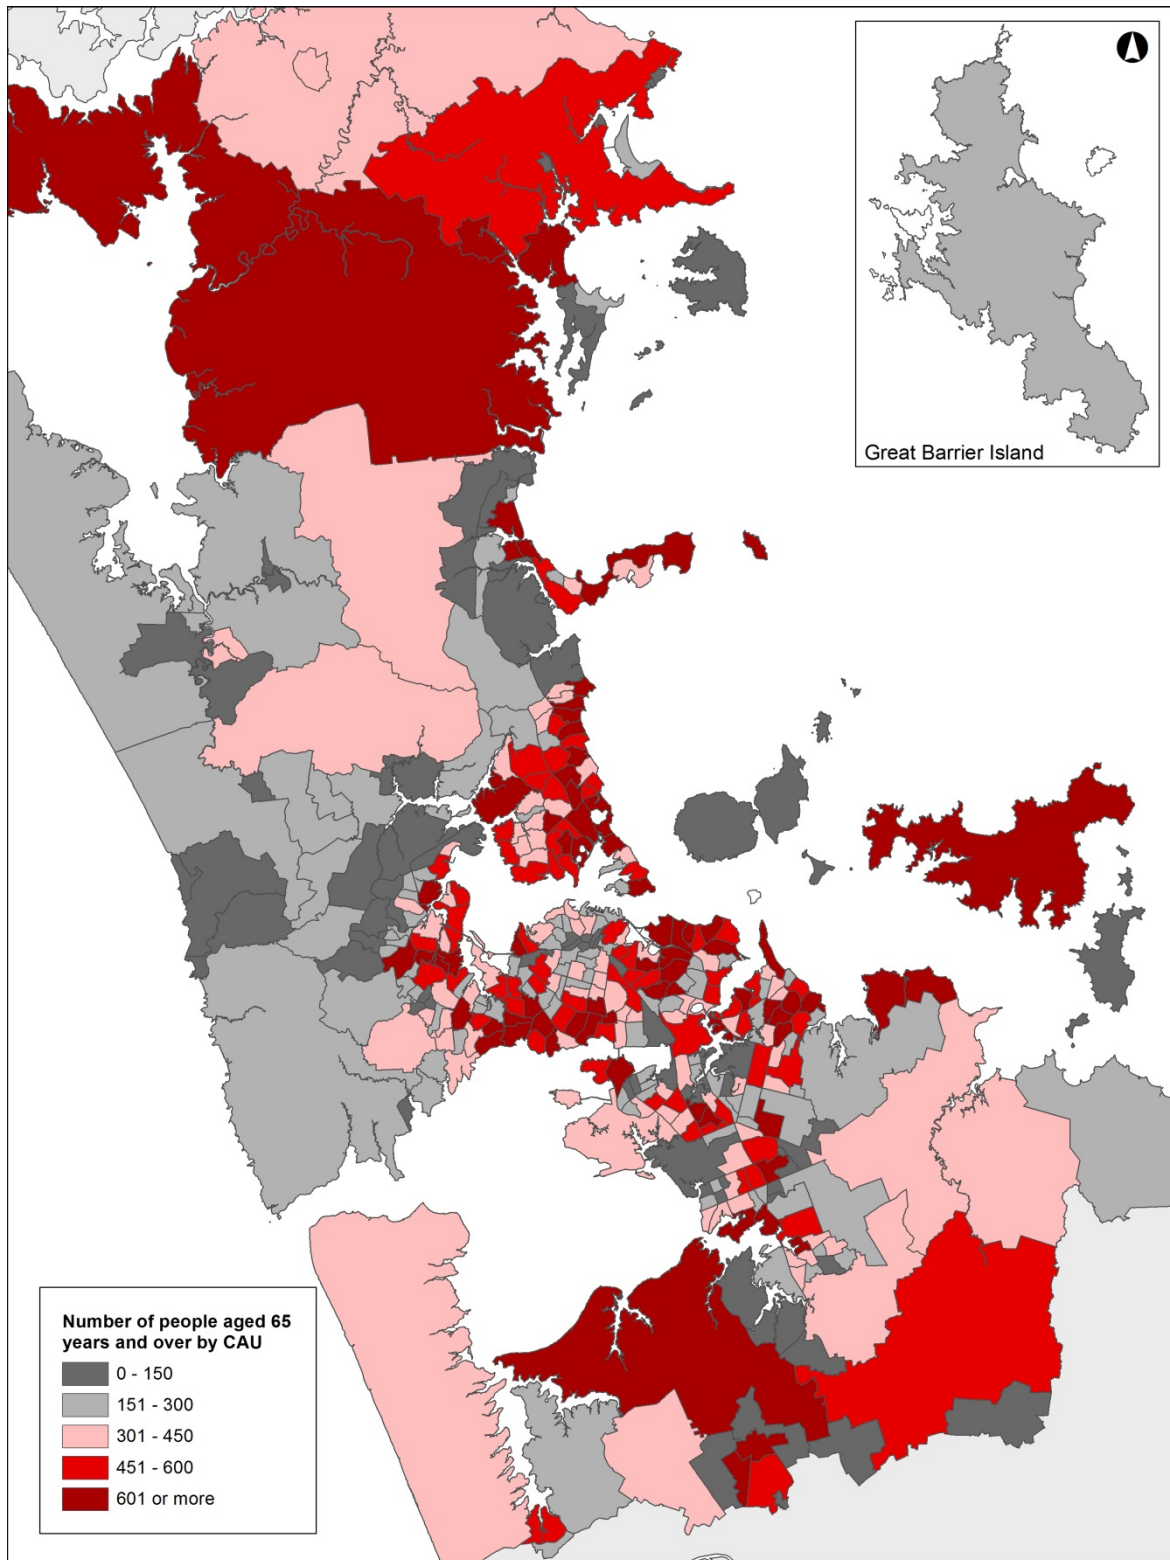 Great Barrier Island
Number of people aged 65
years and over by CAU
0 - 150
151 - 300
301 - 450
451 - 600
601 or more